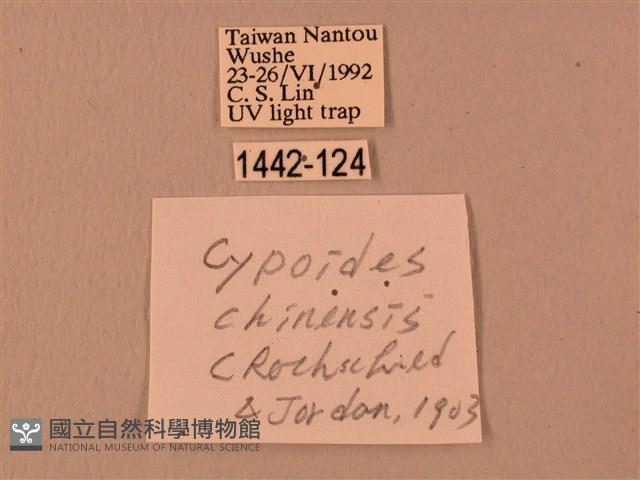 Taiwan Nantou
Wushe
23-26/VI/1992
C. S. Lin
UV light trap
1442-124
Cypoides
chinensis
C Rothschild
& Jordan, 1903
國立自然科學博物館
NATIONAL MUSEUM OF NATURAL SCIENCE